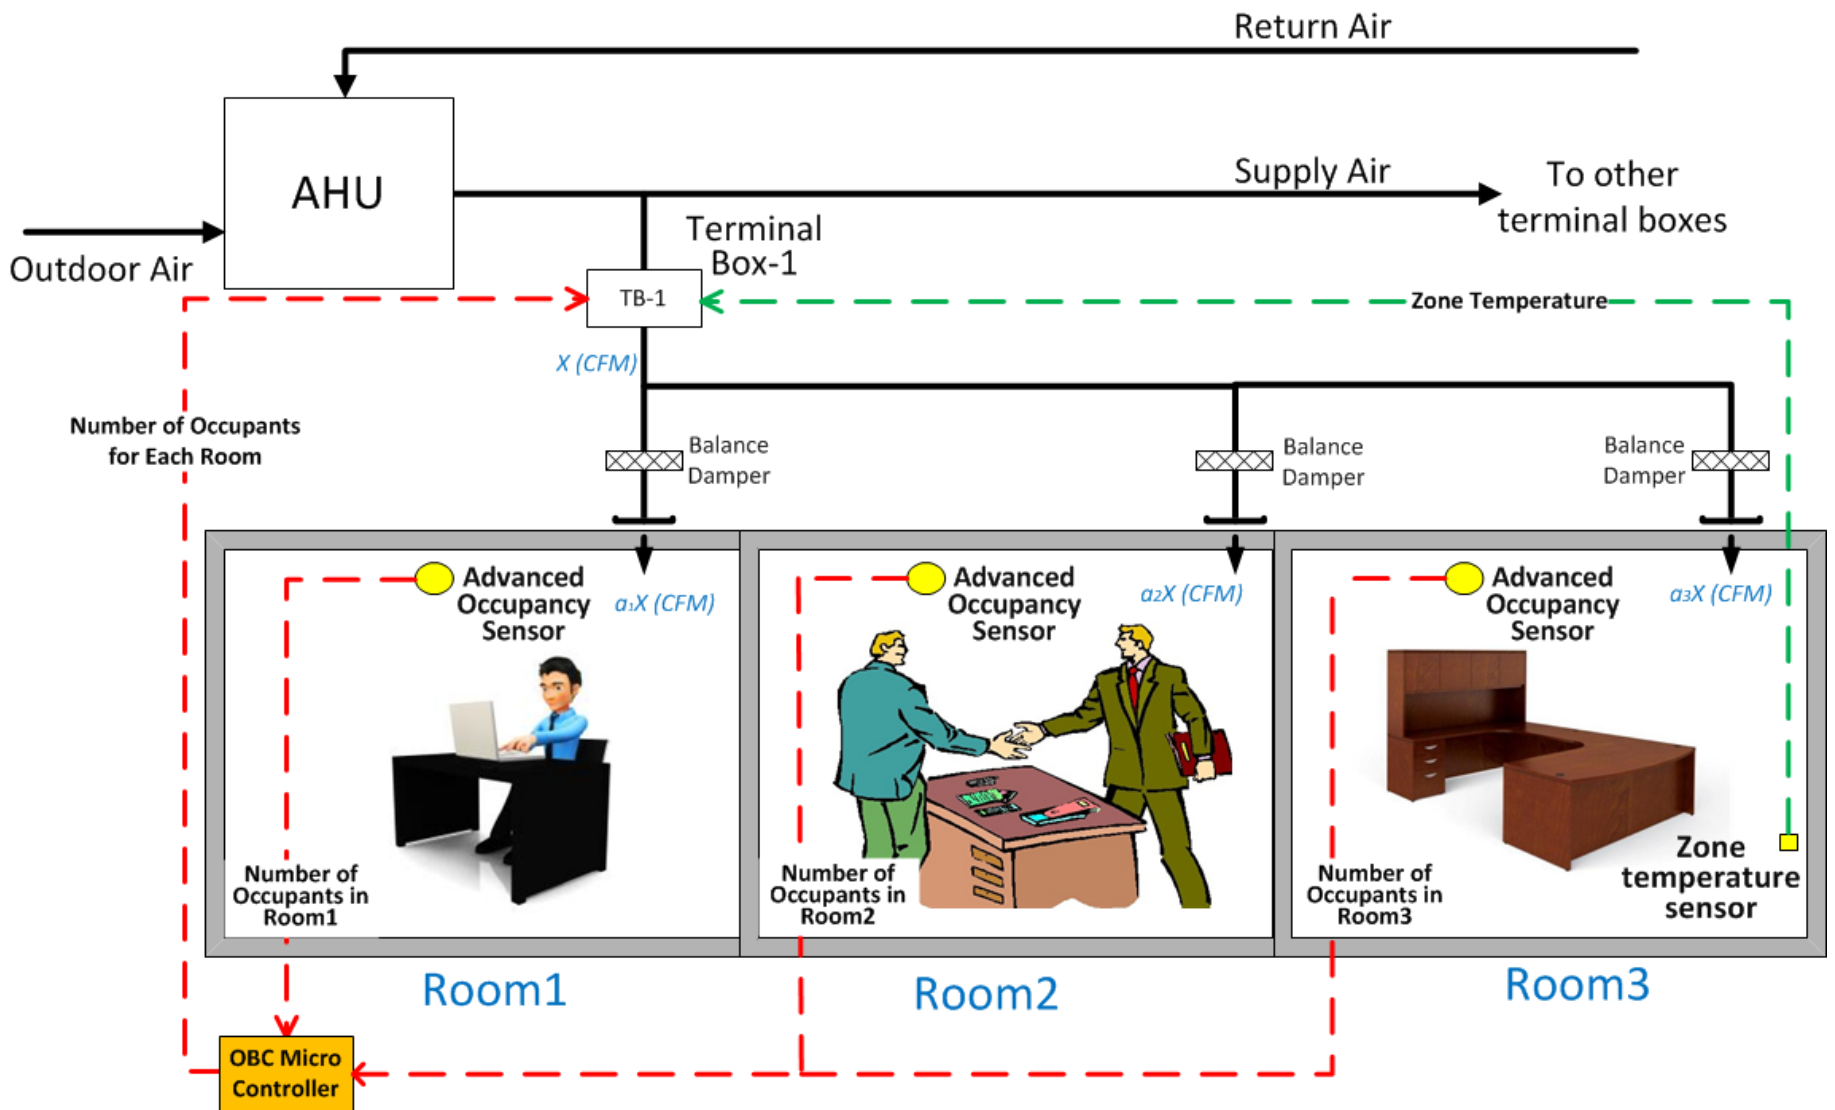 Return Air
AHU
Supply Air
To other
terminal boxes
Outdoor Air
Terminal
Box-1
TB-1
Zone Temperature
X (CFM)
Number of Occupants
for Each Room
Balance
Damper
Balance
Damper
Balance
Damper
Advanced
Occupancy
Sensor
a₁X (CFM)
Advanced
Occupancy
Sensor
a₂X (CFM)
Advanced
Occupancy
Sensor
a₃X (CFM)
Number of
Occupants in
Room1
Number of
Occupants in
Room2
Number of
Occupants in
Room3
Zone
temperature
sensor
Room1
Room2
Room3
OBC Micro
Controller